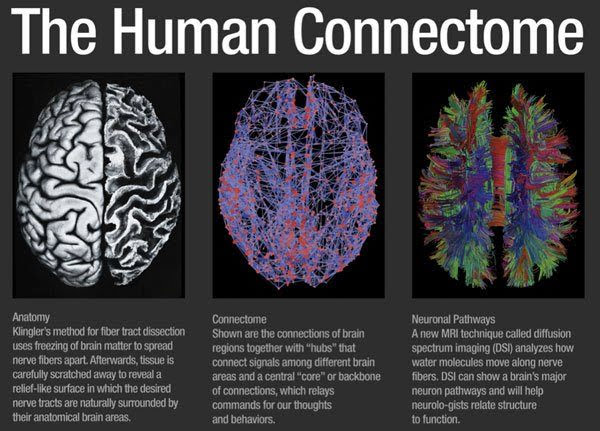 The Human Connectome
Anatomy
Klingler's method for fiber tract dissection
uses freezing of brain matter to spread
nerve fibers apart. Afterwards, tissue is
carefully scratched away to reveal a
relief-like surface in which the desired
nerve tracts are naturally surrounded by
their anatomical brain areas.
Connectome
Shown are the connections of brain
regions together with “hubs” that
connect signals among different brain
areas and a central “core” or backbone
of connections, which relays
commands for our thoughts
and behaviors.
Neuronal Pathways
A new MRI technique called diffusion
spectrum imaging (DSI) analyzes how
water molecules move along nerve
fibers. DSI can show a brain's major
neuron pathways and will help
neurolo-gists relate structure
to function.